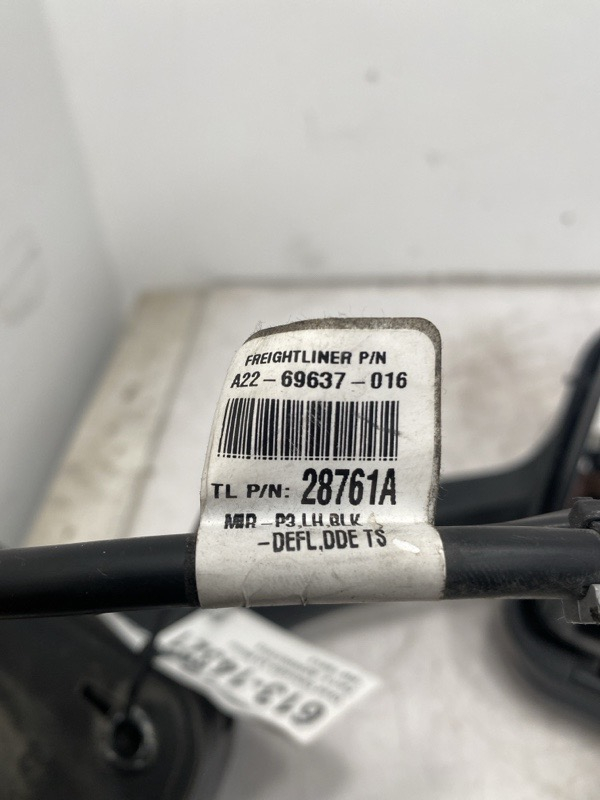 FREIGHTLINER P/N
A22-69637-016
TL P/N: 28761A
MIR-P3,LH,BLK
-DEFL,DDE TS